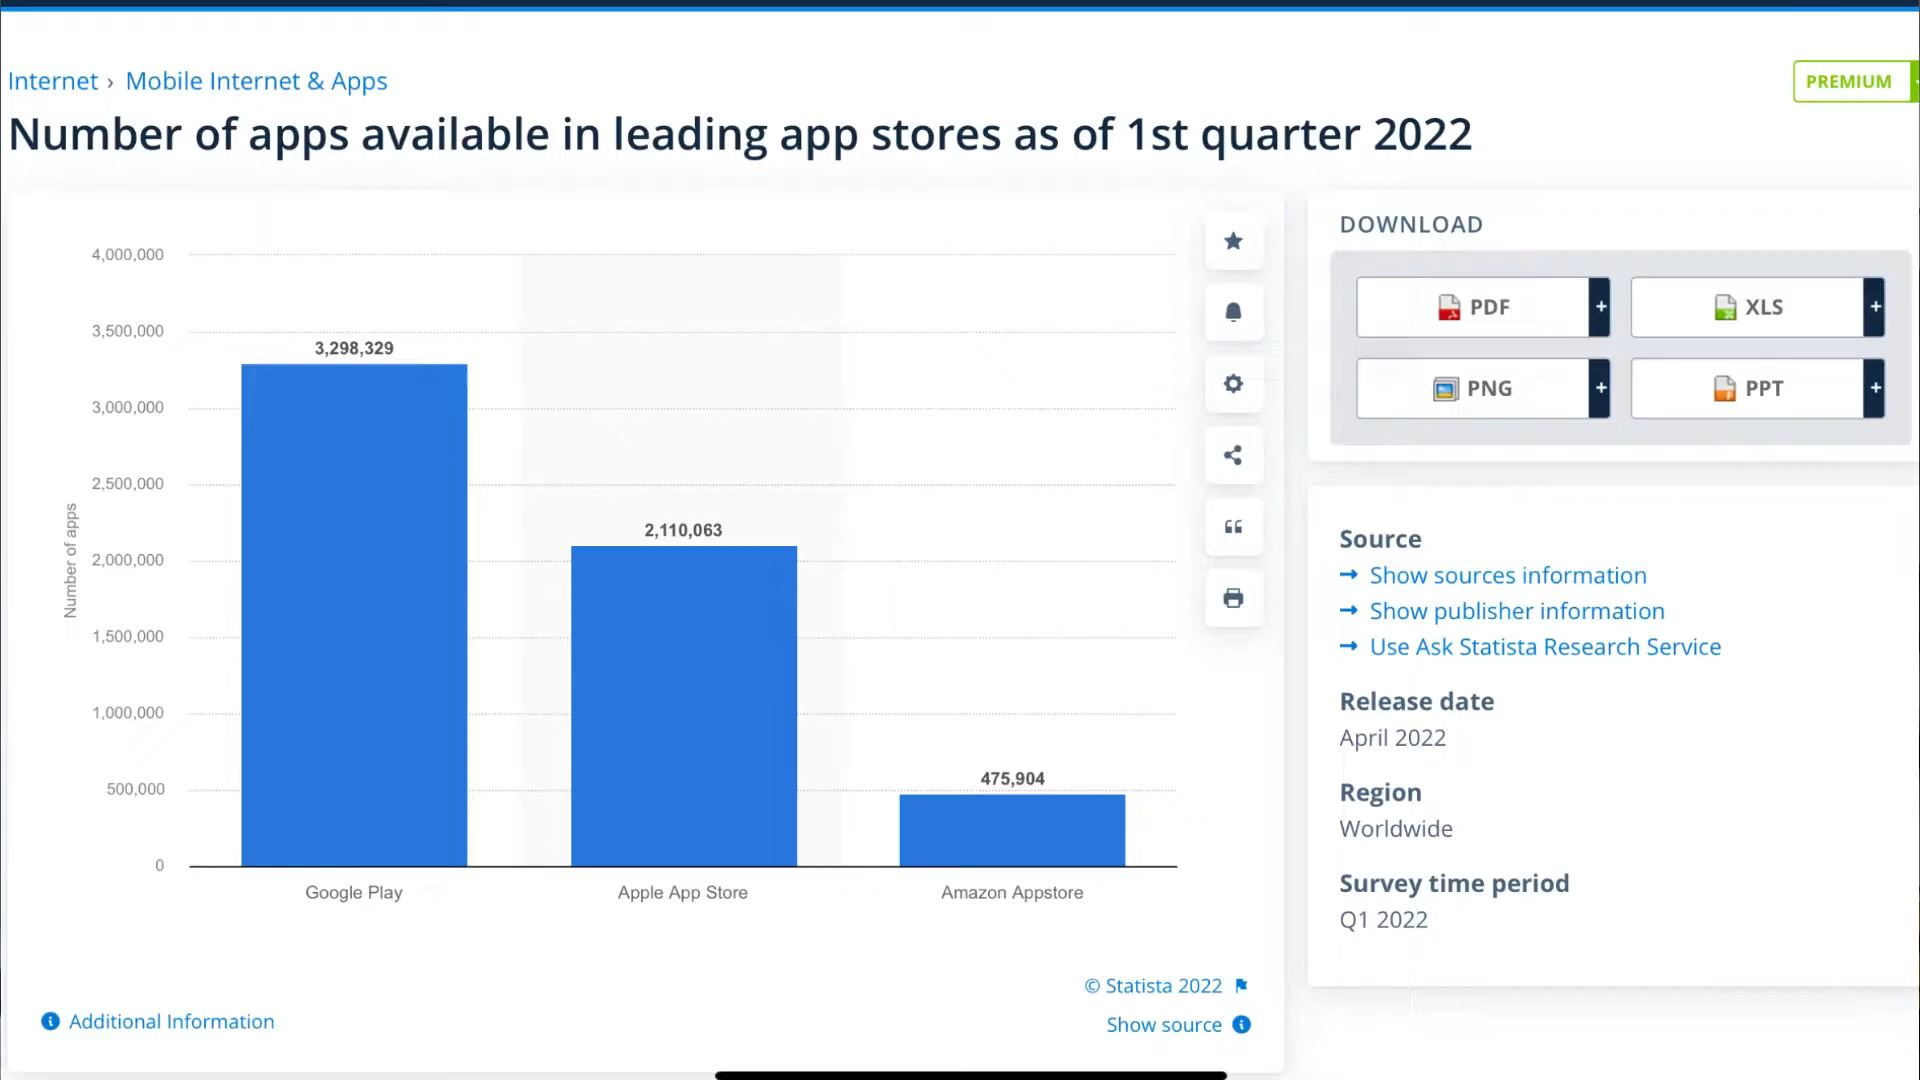 Internet › Mobile Internet & Apps
PREMIUM
Number of apps available in leading app stores as of 1st quarter 2022
4,000,000
3,500,000
3,000,000
2,500,000
2,000,000
1,500,000
1,000,000
500,000
0
Number of apps
3,298,329
2,110,063
475,904
Google Play
Apple App Store
Amazon Appstore
© Statista 2022
Additional Information
Show source
DOWNLOAD
PDF +
XLS +
PNG +
PPT +
Source
→ Show sources information
→ Show publisher information
→ Use Ask Statista Research Service
Release date
April 2022
Region
Worldwide
Survey time period
Q1 2022